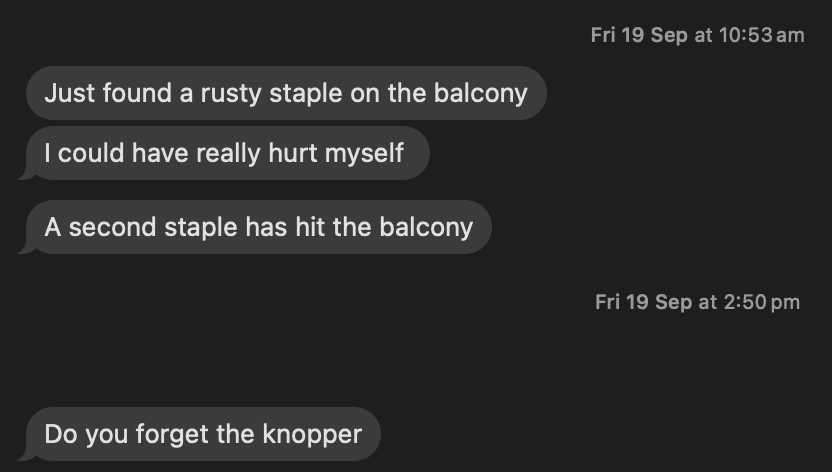 Fri 19 Sep at 10:53 am
Just found a rusty staple on the balcony
I could have really hurt myself
A second staple has hit the balcony
Fri 19 Sep at 2:50 pm
Do you forget the knopper